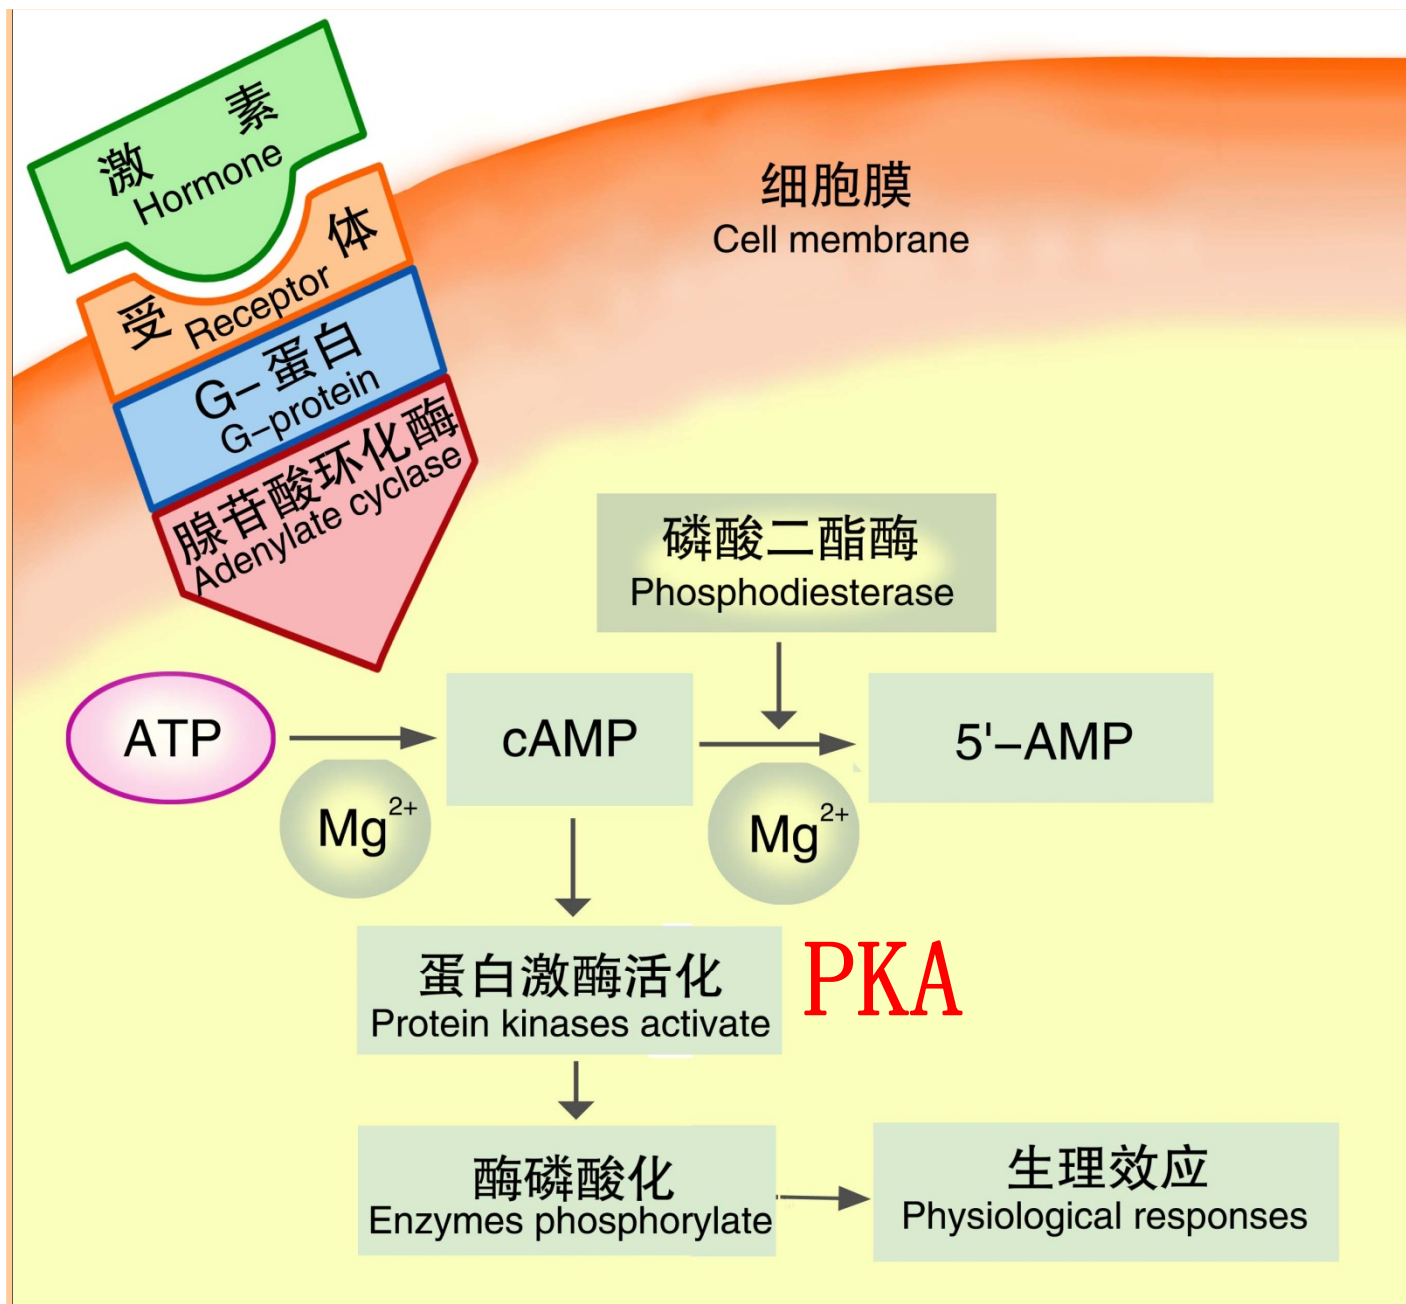 激 素
Hormone
受 体
Receptor
G-蛋白
G-protein
腺苷酸环化酶
Adenylate cyclase
细胞膜
Cell membrane
磷酸二酯酶
Phosphodiesterase
ATP
cAMP
5'-AMP
Mg²⁺
Mg²⁺
蛋白激酶活化
Protein kinases activate
PKA
酶磷酸化
Enzymes phosphorylate
生理效应
Physiological responses